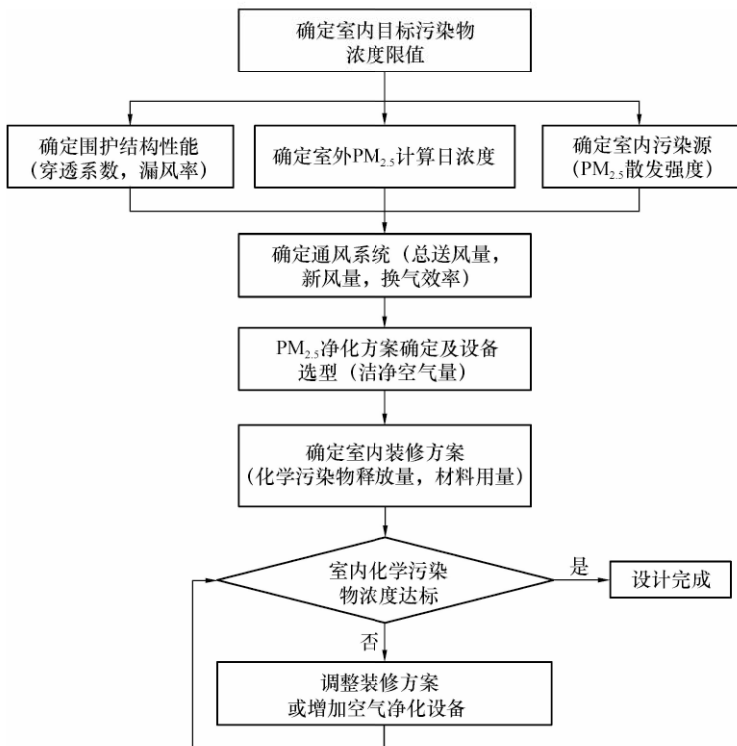 确定室内目标污染物
浓度限值
确定围护结构性能
(穿透系数，漏风率)
确定室外PM₂.₅计算日浓度
确定室内污染源
(PM₂.₅散发强度)
确定通风系统（总送风量，
新风量，换气效率）
PM₂.₅净化方案确定及设备
选型（洁净空气量）
确定室内装修方案
(化学污染物释放量，材料用量)
室内化学污染
物浓度达标
是
设计完成
否
调整装修方案
或增加空气净化设备